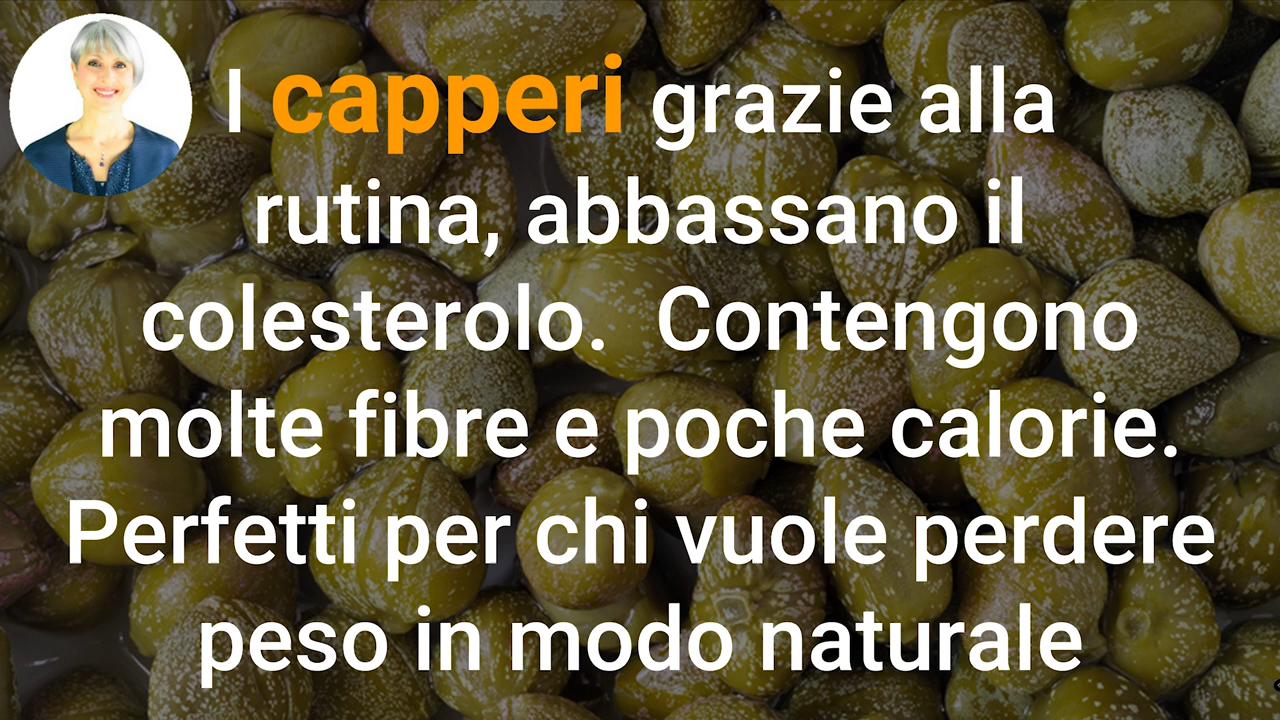 I capperi grazie alla
rutina, abbassano il
colesterolo.  Contengono
molte fibre e poche calorie.
Perfetti per chi vuole perdere
peso in modo naturale